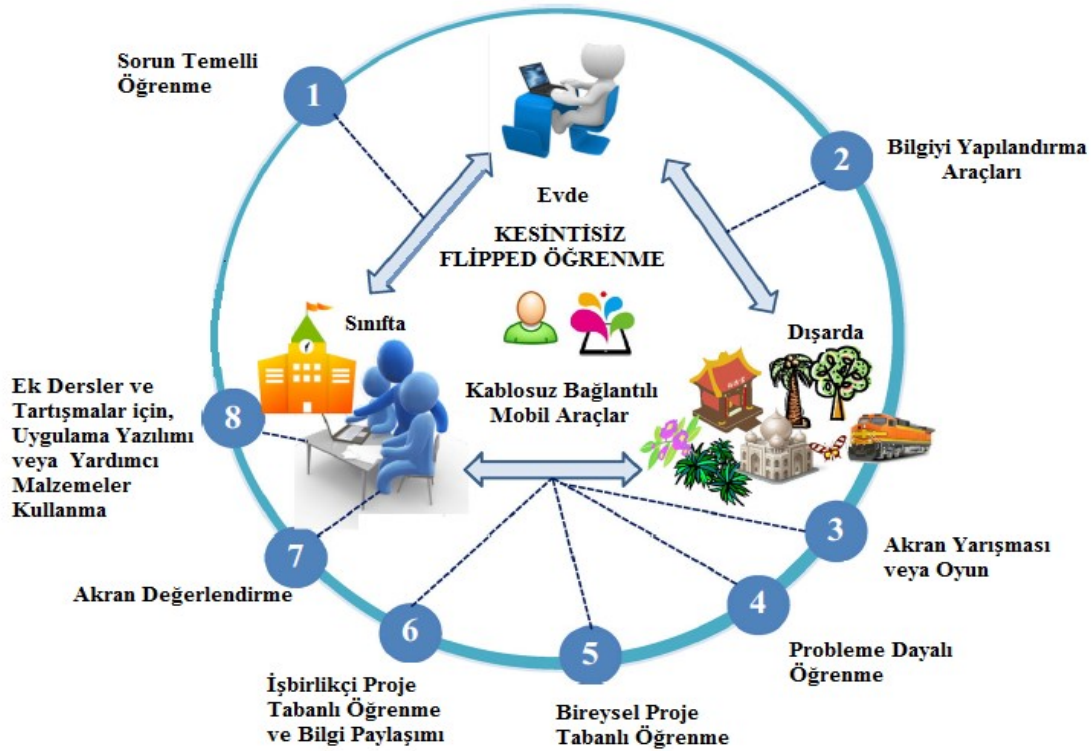 Sorun Temelli
Öğrenme
1
2
Bilgiyi Yapılandırma
Araçları
Evde
KESİNTİSİZ
FLİPPED ÖĞRENME
Sınıfta
Dışarda
Kablosuz Bağlantılı
Mobil Araçlar
Ek Dersler ve
Tartışmalar için,
Uygulama Yazılımı
veya Yardımcı
Malzemeler
Kullanma
8
3
Akran Yarışması
veya Oyun
7
Akran Değerlendirme
4
Probleme Dayalı
Öğrenme
6
İşbirlikçi Proje
Tabanlı Öğrenme
ve Bilgi Paylaşımı
5
Bireysel Proje
Tabanlı Öğrenme